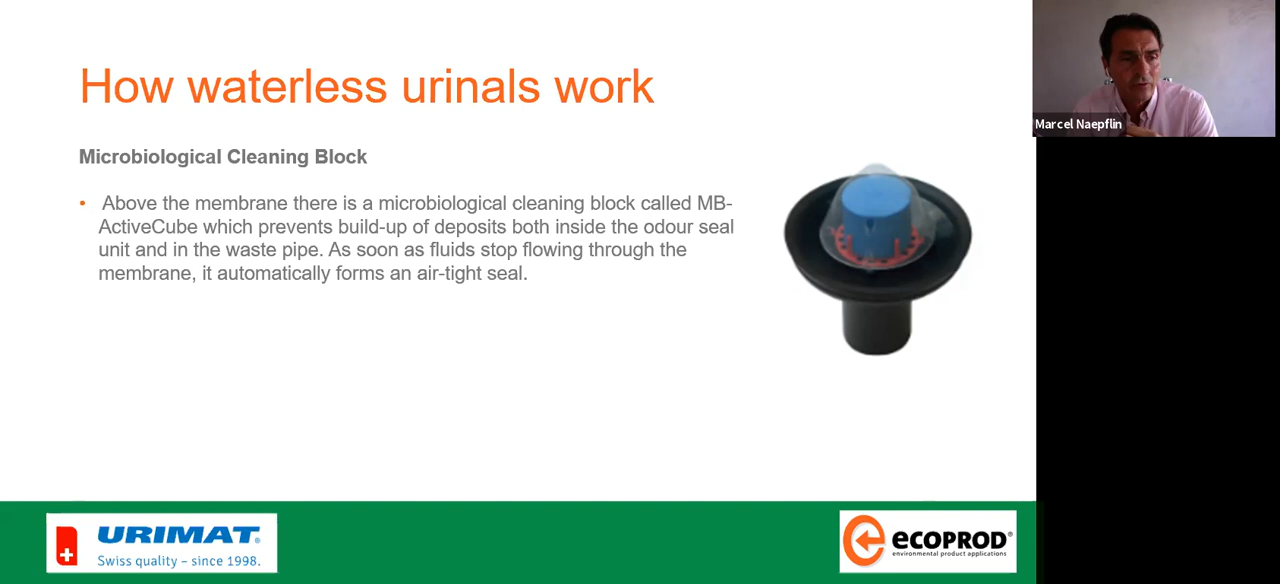 How waterless urinals work
Marcel Naepflin
Microbiological Cleaning Block
• Above the membrane there is a microbiological cleaning block called MB-
ActiveCube which prevents build-up of deposits both inside the odour seal
unit and in the waste pipe. As soon as fluids stop flowing through the
membrane, it automatically forms an air-tight seal.
URIMAT®
Swiss quality – since 1998.
ECOPROD®
environmental product applications